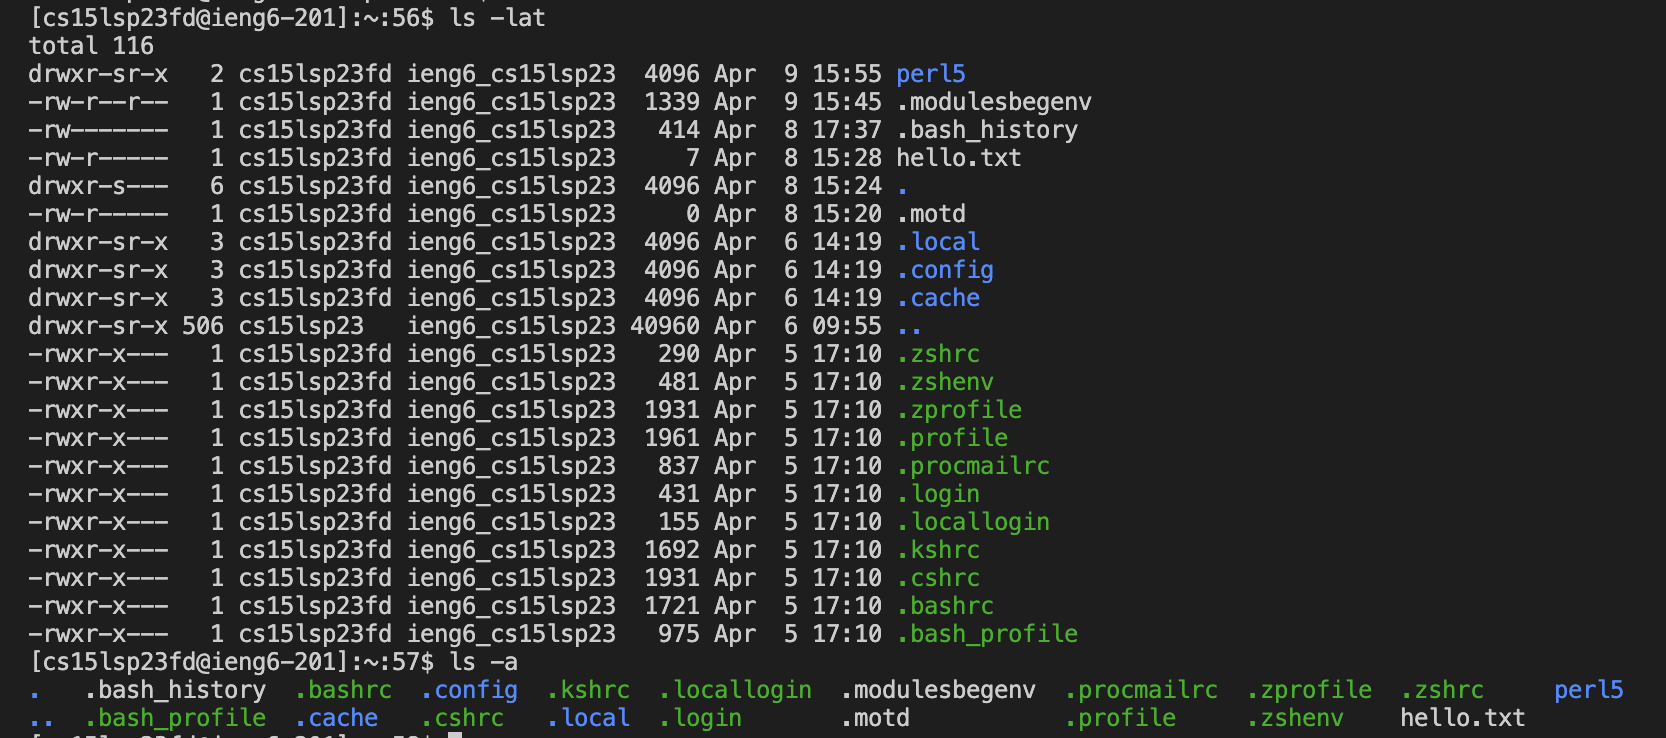 [cs15lsp23fd@ieng6-201]:~:56$ ls -lat
total 116
drwxr-sr-x   2 cs15lsp23fd ieng6_cs15lsp23  4096 Apr  9 15:55 perl5
-rw-r--r--   1 cs15lsp23fd ieng6_cs15lsp23  1339 Apr  9 15:45 .modulesbegenv
-rw-------   1 cs15lsp23fd ieng6_cs15lsp23   414 Apr  8 17:37 .bash_history
-rw-r-----   1 cs15lsp23fd ieng6_cs15lsp23     7 Apr  8 15:28 hello.txt
drwxr-s---   6 cs15lsp23fd ieng6_cs15lsp23  4096 Apr  8 15:24 .
-rw-r-----   1 cs15lsp23fd ieng6_cs15lsp23     0 Apr  8 15:20 .motd
drwxr-sr-x   3 cs15lsp23fd ieng6_cs15lsp23  4096 Apr  6 14:19 .local
drwxr-sr-x   3 cs15lsp23fd ieng6_cs15lsp23  4096 Apr  6 14:19 .config
drwxr-sr-x   3 cs15lsp23fd ieng6_cs15lsp23  4096 Apr  6 14:19 .cache
drwxr-sr-x 506 cs15lsp23   ieng6_cs15lsp23 40960 Apr  6 09:55 ..
-rwxr-x---   1 cs15lsp23fd ieng6_cs15lsp23   290 Apr  5 17:10 .zshrc
-rwxr-x---   1 cs15lsp23fd ieng6_cs15lsp23   481 Apr  5 17:10 .zshenv
-rwxr-x---   1 cs15lsp23fd ieng6_cs15lsp23  1931 Apr  5 17:10 .zprofile
-rwxr-x---   1 cs15lsp23fd ieng6_cs15lsp23  1961 Apr  5 17:10 .profile
-rwxr-x---   1 cs15lsp23fd ieng6_cs15lsp23   837 Apr  5 17:10 .procmailrc
-rwxr-x---   1 cs15lsp23fd ieng6_cs15lsp23   431 Apr  5 17:10 .login
-rwxr-x---   1 cs15lsp23fd ieng6_cs15lsp23   155 Apr  5 17:10 .locallogin
-rwxr-x---   1 cs15lsp23fd ieng6_cs15lsp23  1692 Apr  5 17:10 .kshrc
-rwxr-x---   1 cs15lsp23fd ieng6_cs15lsp23  1931 Apr  5 17:10 .cshrc
-rwxr-x---   1 cs15lsp23fd ieng6_cs15lsp23  1721 Apr  5 17:10 .bashrc
-rwxr-x---   1 cs15lsp23fd ieng6_cs15lsp23   975 Apr  5 17:10 .bash_profile
[cs15lsp23fd@ieng6-201]:~:57$ ls -a
.   .bash_history  .bashrc  .config  .kshrc  .locallogin  .modulesbegenv  .procmailrc  .zprofile  .zshrc     perl5
..  .bash_profile  .cache   .cshrc   .local  .login       .motd           .profile     .zshenv    hello.txt